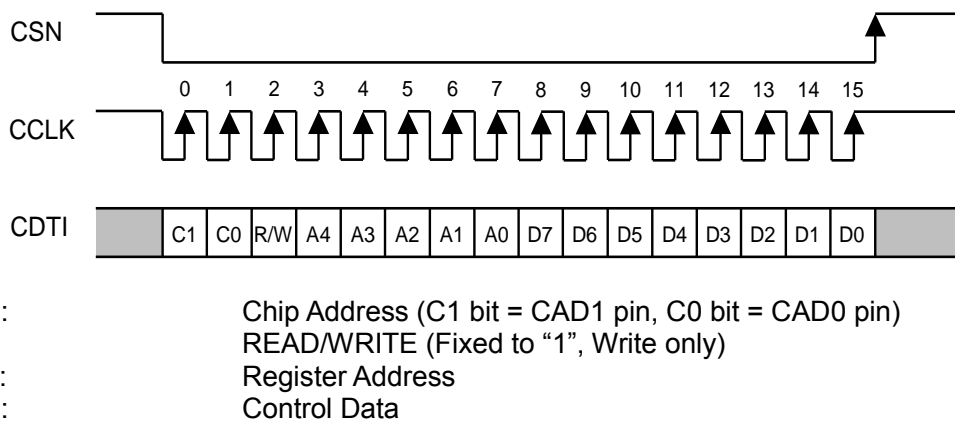 CSN
0 1 2 3 4 5 6 7 8 9 10 11 12 13 14 15
CCLK
CDTI
C1 C0 R/W A4 A3 A2 A1 A0 D7 D6 D5 D4 D3 D2 D1 D0
: Chip Address (C1 bit = CAD1 pin, C0 bit = CAD0 pin)
READ/WRITE (Fixed to “1”, Write only)
: Register Address
: Control Data